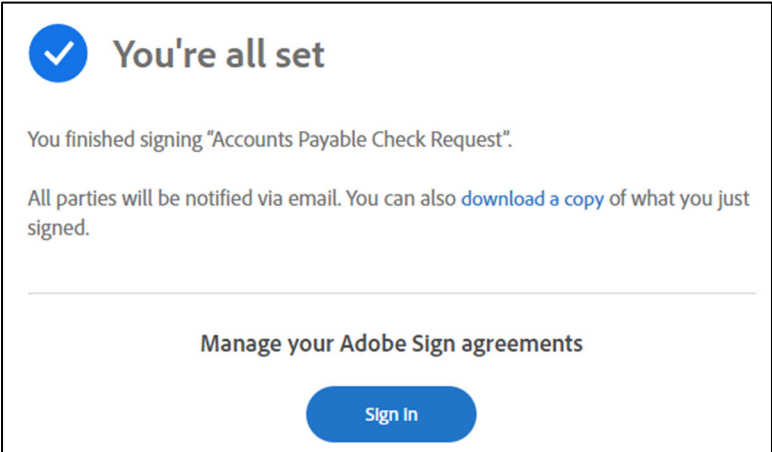 You're all set
You finished signing “Accounts Payable Check Request”.
All parties will be notified via email. You can also download a copy of what you just
signed.
Manage your Adobe Sign agreements
Sign In